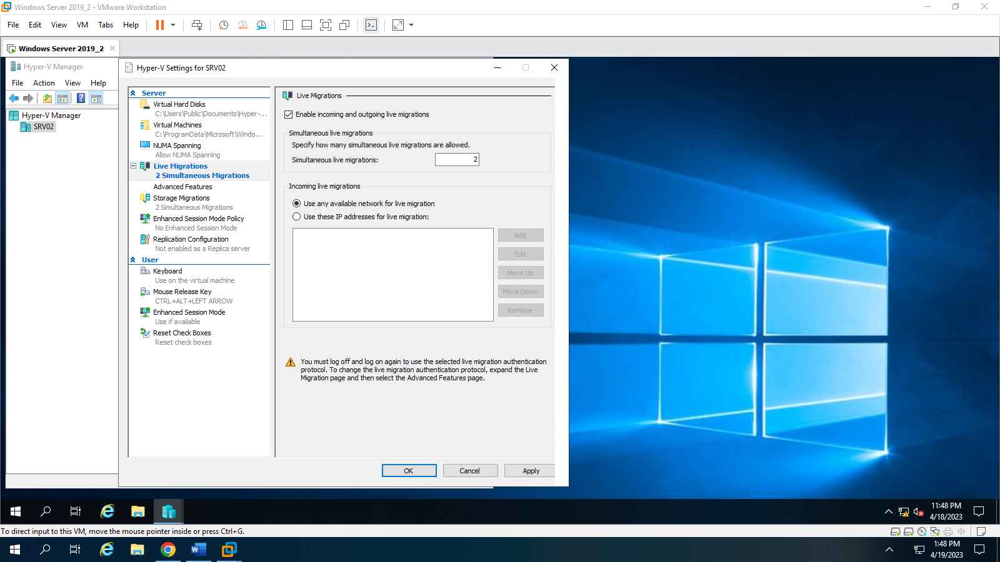 Windows Server 2019_2 - VMware Workstation
File Edit View VM Tabs Help
Windows Server 2019_2
Hyper-V Manager
File Action View Help
Hyper-V Manager
SRV02
Hyper-V Settings for SRV02
Server
Virtual Hard Disks
C:\Users\Public\Documents\Hyper-...
Virtual Machines
C:\ProgramData\Microsoft\Windo...
NUMA Spanning
Allow NUMA Spanning
Live Migrations
2 Simultaneous Migrations
Advanced Features
Storage Migrations
2 Simultaneous Migrations
Enhanced Session Mode Policy
No Enhanced Session Mode
Replication Configuration
Not enabled as a Replica server
User
Keyboard
Use on the virtual machine
Mouse Release Key
CTRL+ALT+LEFT ARROW
Enhanced Session Mode
Use if available
Reset Check Boxes
Reset check boxes
Live Migrations
Enable incoming and outgoing live migrations
Simultaneous live migrations
Specify how many simultaneous live migrations are allowed.
Simultaneous live migrations: 2
Incoming live migrations
Use any available network for live migration
Use these IP addresses for live migration:
Add
Edit
Move Up
Move Down
Remove
You must log off and log on again to use the selected live migration authentication
protocol. To change the live migration authentication protocol, expand the Live
Migration page and then select the Advanced Features page.
OK Cancel Apply
11:48 PM
4/18/2023
To direct input to this VM, move the mouse pointer inside or press Ctrl+G.
1:48 PM
4/19/2023